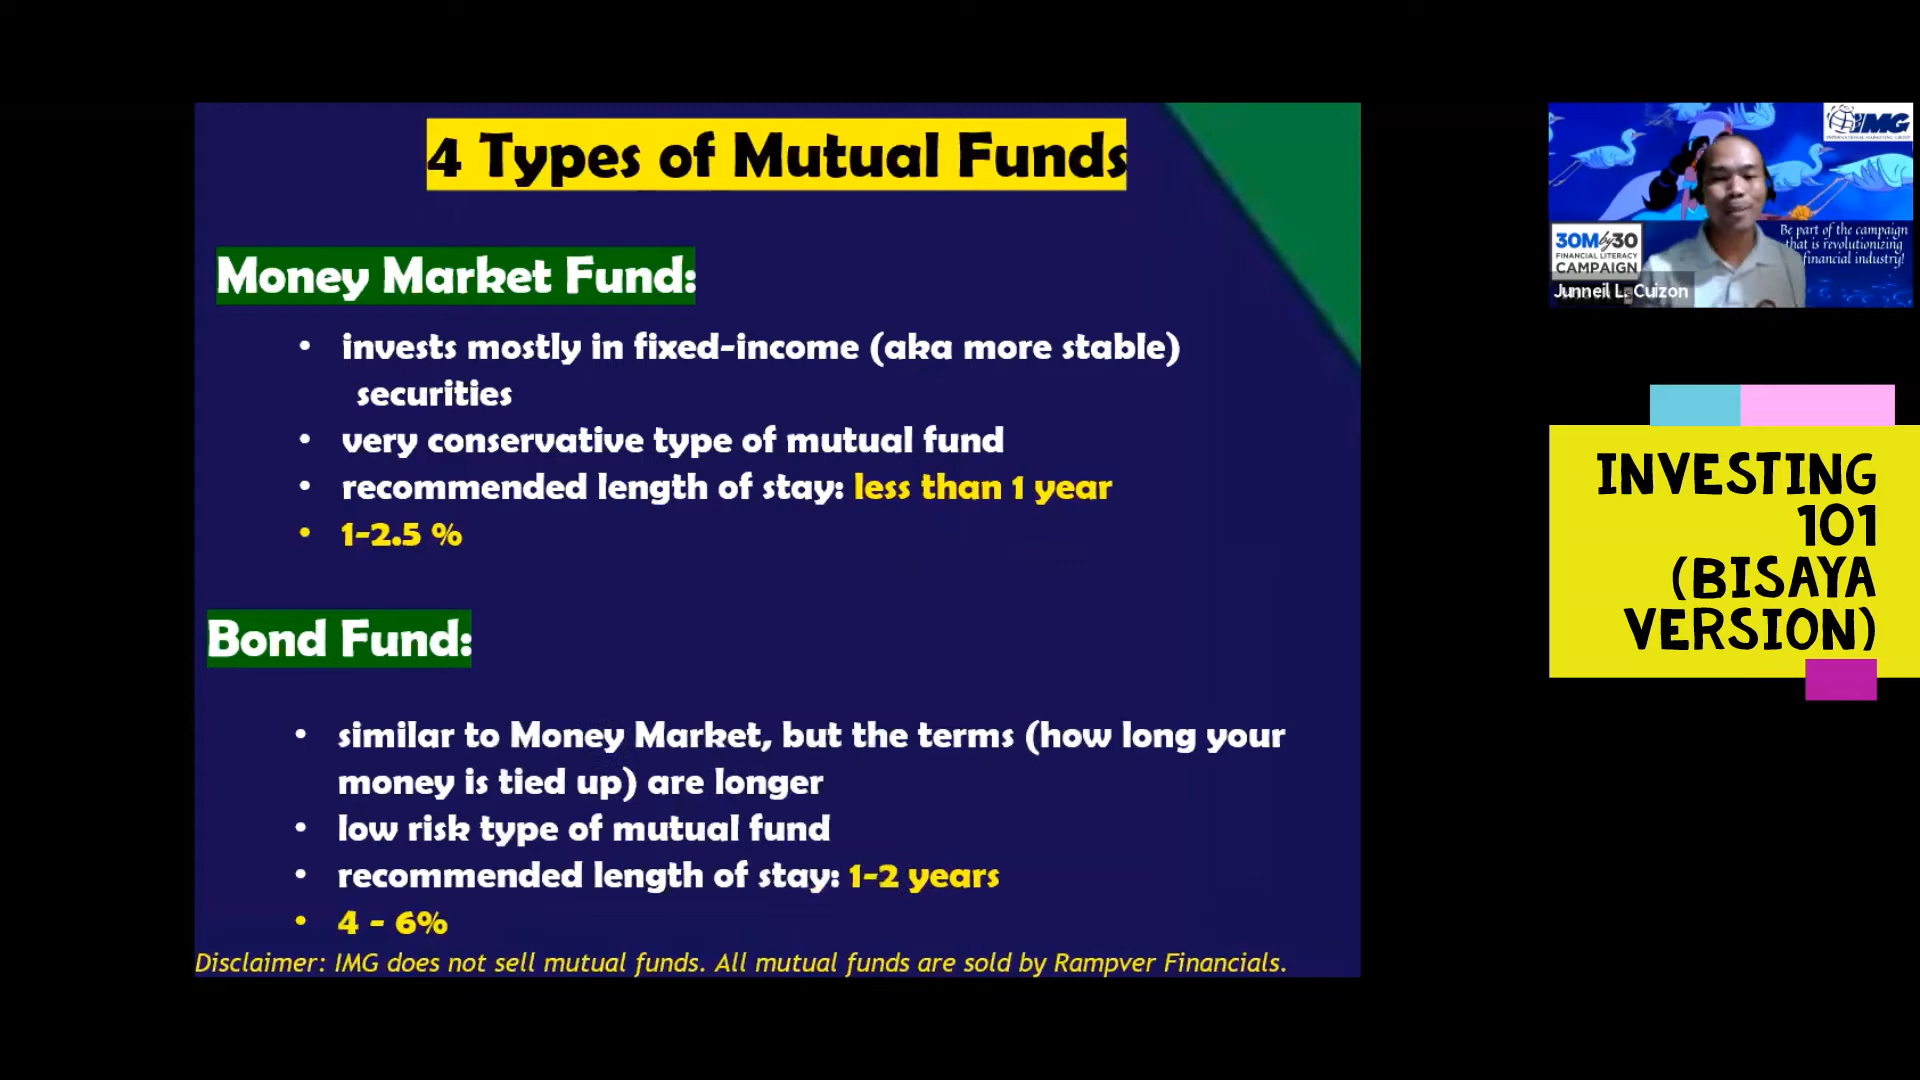 4 Types of Mutual Funds
Money Market Fund:
• invests mostly in fixed-income (aka more stable)
securities
• very conservative type of mutual fund
• recommended length of stay: less than 1 year
• 1-2.5 %
Bond Fund:
• similar to Money Market, but the terms (how long your
money is tied up) are longer
• low risk type of mutual fund
• recommended length of stay: 1-2 years
• 4 - 6%
Disclaimer: IMG does not sell mutual funds. All mutual funds are sold by Rampver Financials.
IMG
INTERNATIONAL MARKETING GROUP
30M by 30
FINANCIAL LITERACY
CAMPAIGN
Be part of the campaign
that is revolutionizing
financial industry!
Junneil L. Cuizon
INVESTING
101
(BISAYA
VERSION)